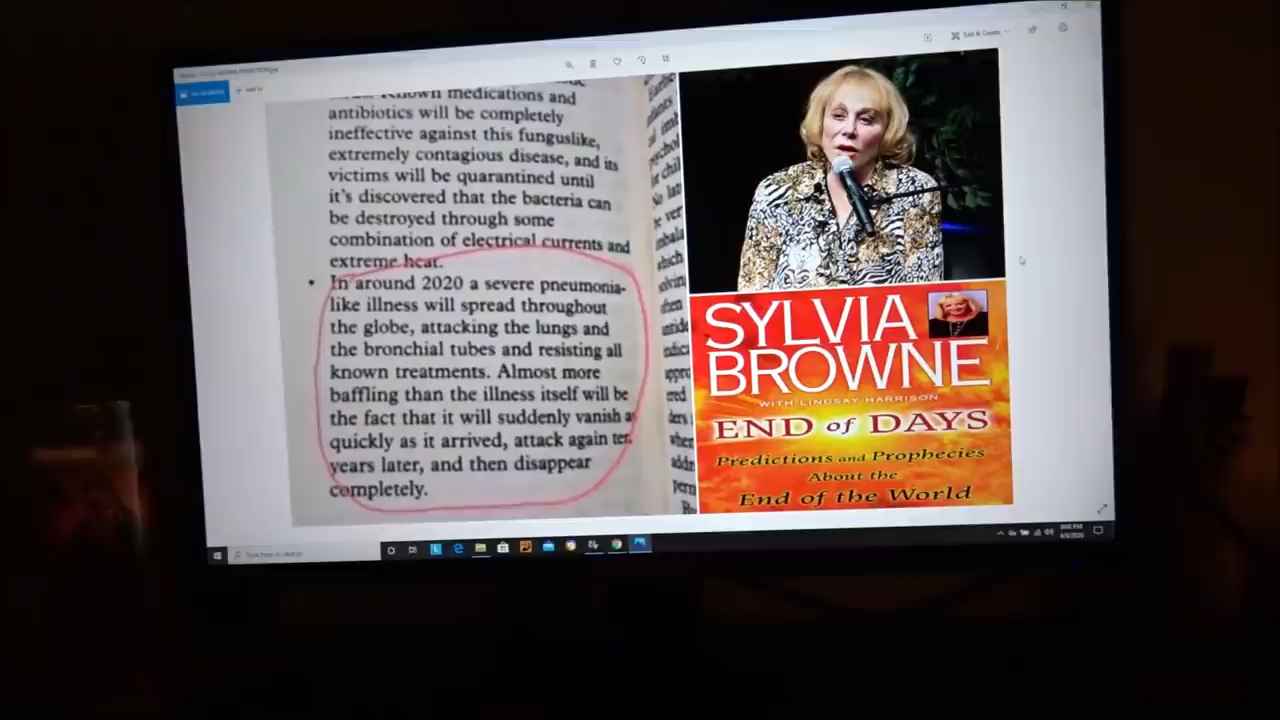 Edit & Create
Known medications and
antibiotics will be completely
ineffective against this funguslike,
extremely contagious disease, and its
victims will be quarantined until
it's discovered that the bacteria can
be destroyed through some
combination of electrical currents and
extreme heat.
• In around 2020 a severe pneumonia-
like illness will spread throughout
the globe, attacking the lungs and
the bronchial tubes and resisting all
known treatments. Almost more
baffling than the illness itself will be
the fact that it will suddenly vanish a
quickly as it arrived, attack again ten
years later, and then disappear
completely.
SYLVIA
BROWNE
WITH LINDSAY HARRISON
END of DAYS
Predictions and Prophecies
About the
End of the World